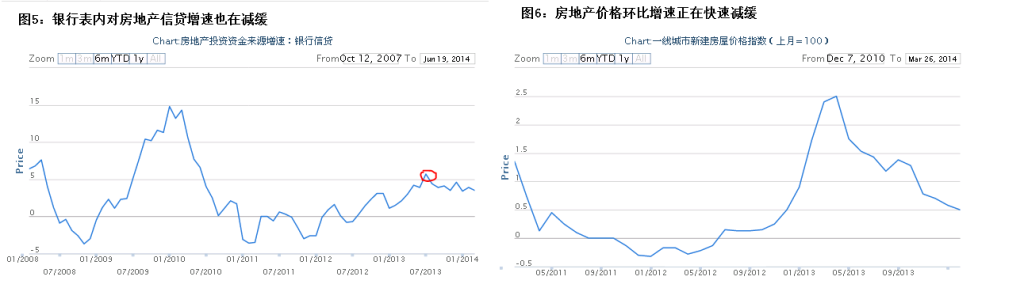 图5：银行表内对房地产信贷增速也在减缓
Chart:房地产投资资金来源增速：银行信贷
Zoom 1m 3m 6m YTD 1y All From Oct 12, 2007 To Jun 19, 2014
15
10
5
0
-5
Price
01/2008 01/2009 01/2010 01/2011 01/2012 01/2013 01/2014
07/2008 07/2009 07/2010 07/2011 07/2012 07/2013
图6：房地产价格环比增速正在快速减缓
Chart:一线城市新建房屋价格指数（上月=100）
Zoom 1m 3m 6m YTD 1y All From Dec 7, 2010 To Mar 26, 2014
2.5
2
1.5
1
0.5
0
-0.5
Price
05/2011 09/2011 01/2012 05/2012 09/2012 01/2013 05/2013 09/2013